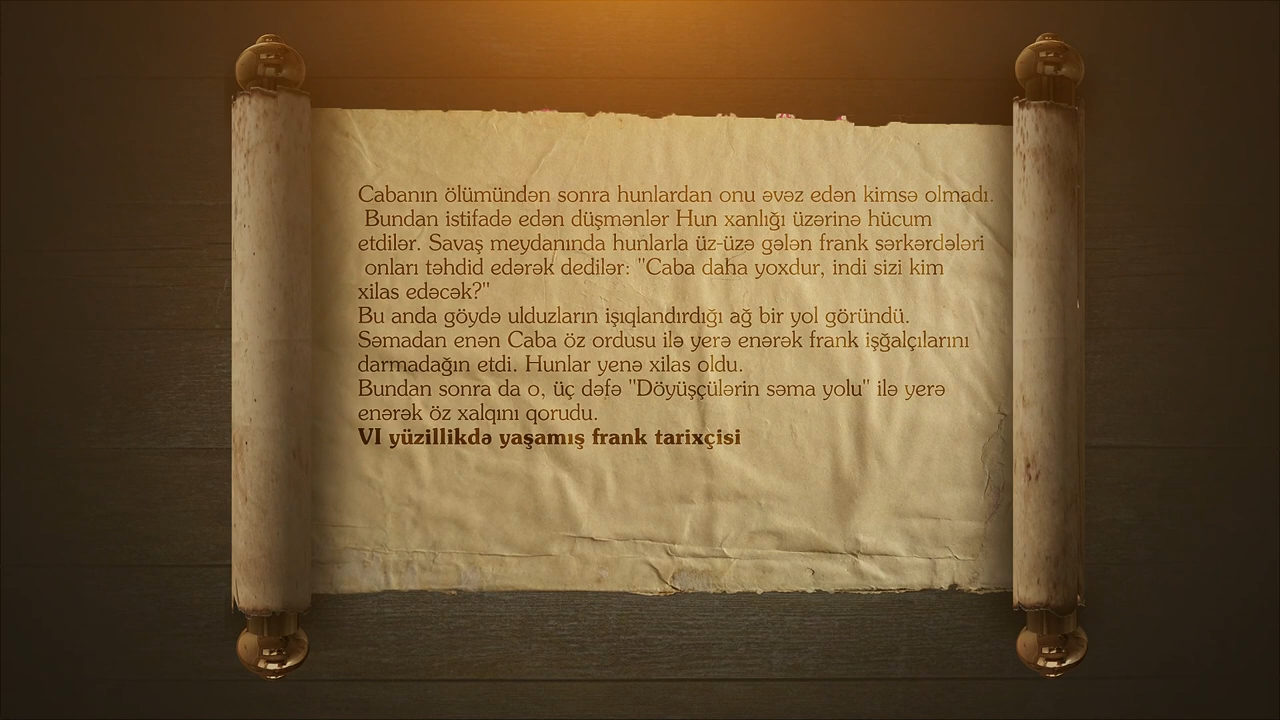 Cabanın ölümündən sonra hunlardan onu əvəz edən kimsə olmadı.
Bundan istifadə edən düşmənlər Hun xanlığı üzərinə hücum
etdilər. Savaş meydanında hunlarla üz-üzə gələn frank sərkərdələri
onları təhdid edərək dedilər: "Caba daha yoxdur, indi sizi kim
xilas edəcək?"
Bu anda göydə ulduzların işıqlandırdığı ağ bir yol göründü.
Səmadan enən Caba öz ordusu ilə yerə enərək frank işğalçılarını
darmadağın etdi. Hunlar yenə xilas oldu.
Bundan sonra da o, üç dəfə "Döyüşçülərin səma yolu" ilə yerə
enərək öz xalqını qorudu.
VI yüzillikdə yaşamış frank tarixçisi